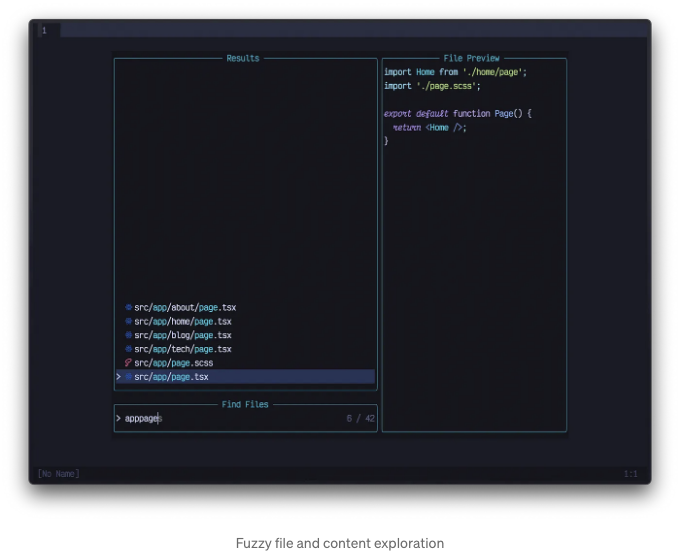 1
Results
File Preview
import Home from './home/page';
import './page.scss';
export default function Page() {
return <Home />;
}
src/app/about/page.tsx
src/app/home/page.tsx
src/app/blog/page.tsx
src/app/tech/page.tsx
src/app/page.scss
> src/app/page.tsx
Find Files
> apppage
6 / 42
[No Name]
1:1
Fuzzy file and content exploration